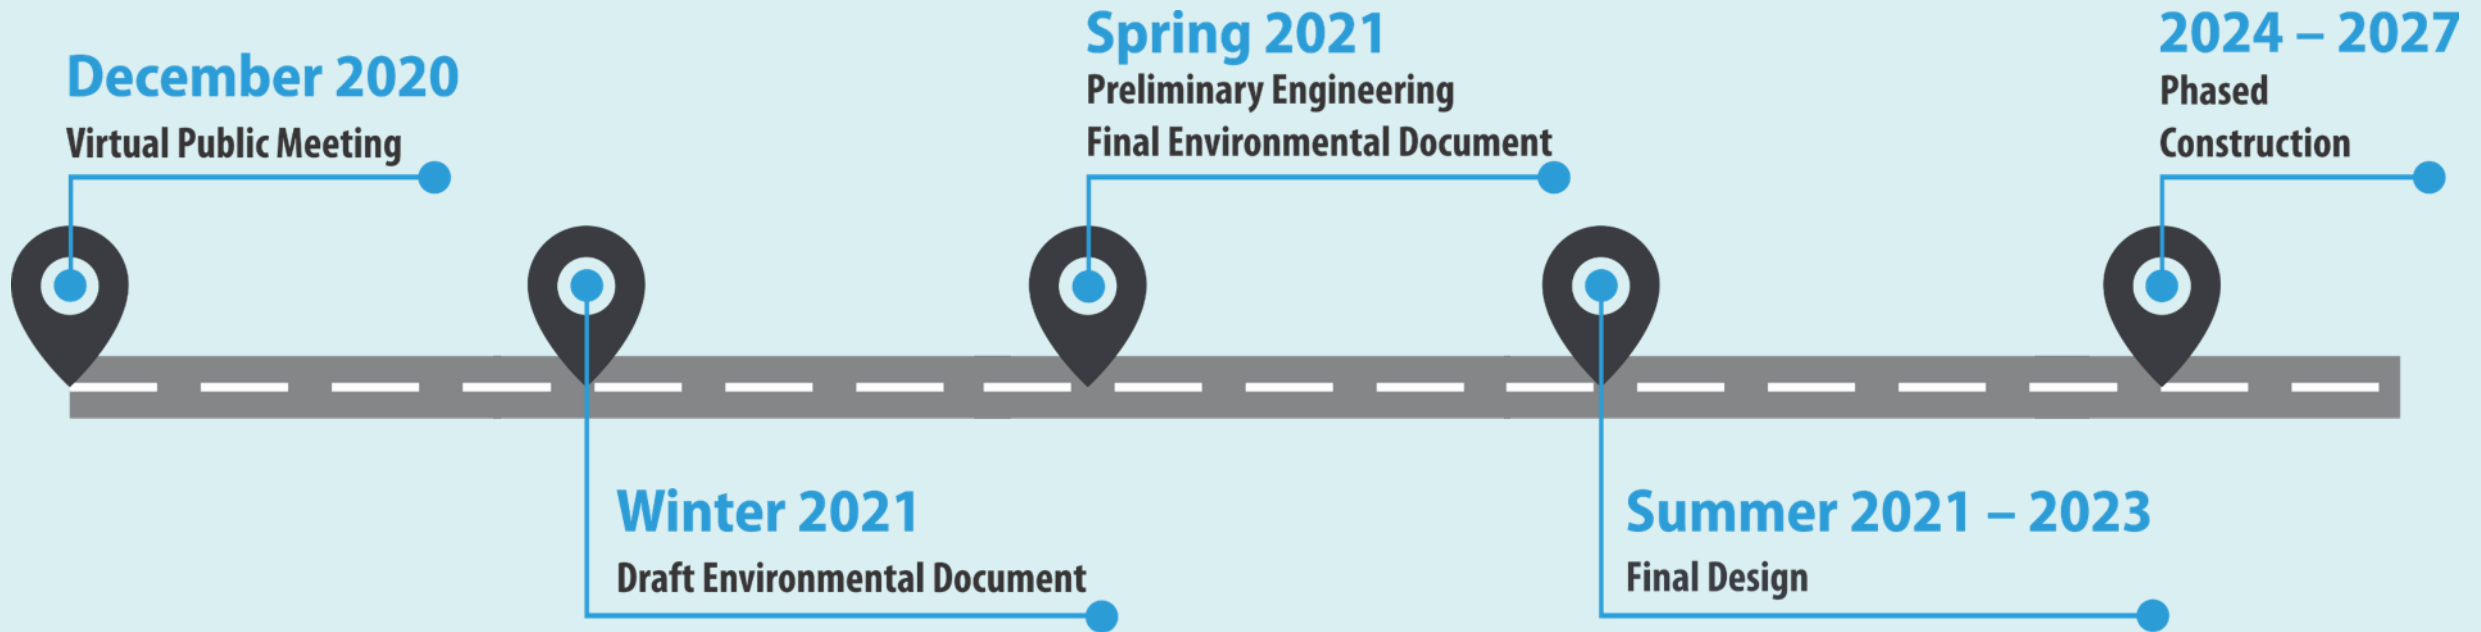 December 2020
Virtual Public Meeting
Winter 2021
Draft Environmental Document
Spring 2021
Preliminary Engineering
Final Environmental Document
Summer 2021 – 2023
Final Design
2024 – 2027
Phased
Construction